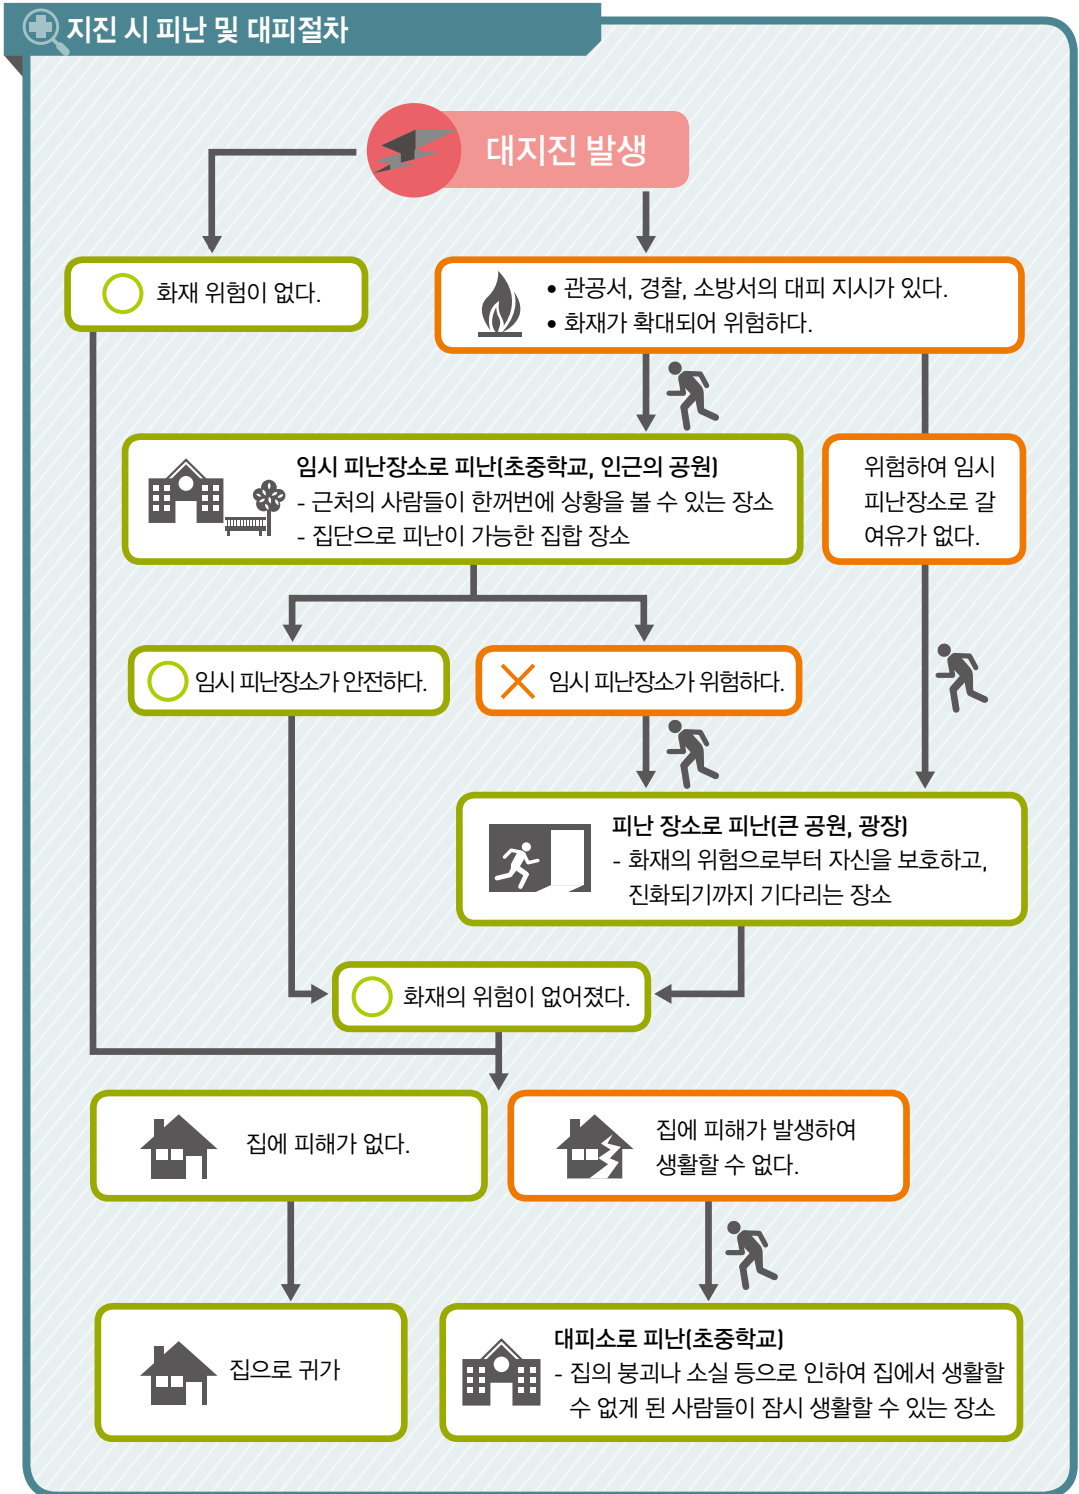 지진 시 피난 및 대피절차
대지진 발생
화재 위험이 없다.
• 관공서, 경찰, 소방서의 대피 지시가 있다.
• 화재가 확대되어 위험하다.
임시 피난장소로 피난(초중학교, 인근의 공원)
- 근처의 사람들이 한꺼번에 상황을 볼 수 있는 장소
- 집단으로 피난이 가능한 집합 장소
위험하여 임시
피난장소로 갈
여유가 없다.
임시 피난장소가 안전하다.
임시 피난장소가 위험하다.
피난 장소로 피난(큰 공원, 광장)
- 화재의 위험으로부터 자신을 보호하고,
진화되기까지 기다리는 장소
화재의 위험이 없어졌다.
집에 피해가 없다.
집에 피해가 발생하여
생활할 수 없다.
집으로 귀가
대피소로 피난(초중학교)
- 집의 붕괴나 소실 등으로 인하여 집에서 생활할
수 없게 된 사람들이 잠시 생활할 수 있는 장소